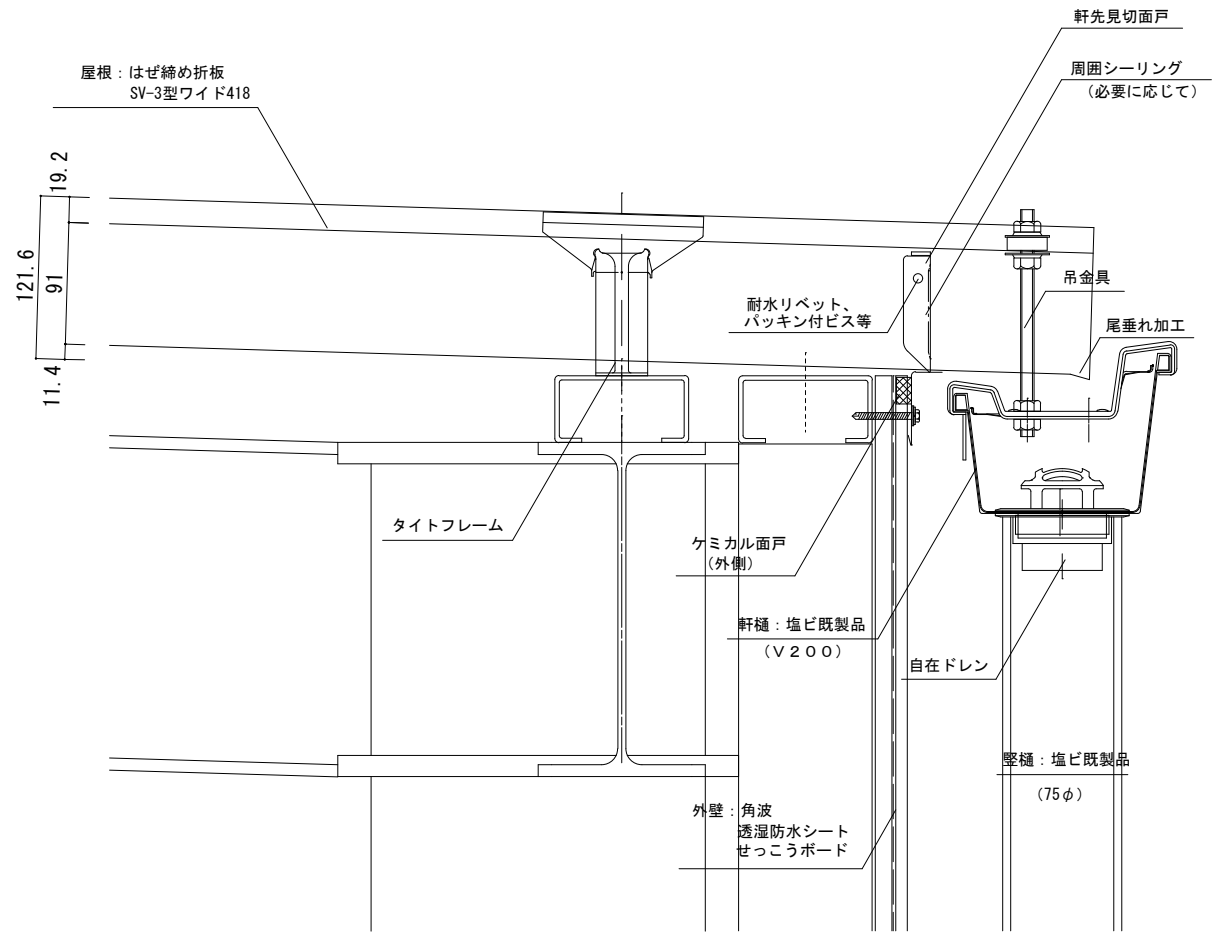 軒先見切面戸
屋根：はぜ締め折板
SV-3型ワイド418
周囲シーリング
（必要に応じて）
19.2
121.6
91
11.4
吊金具
耐水リベット、
パッキン付ビス等
尾垂れ加工
タイトフレーム
ケミカル面戸
（外側）
軒樋：塩ビ既製品
（Ｖ２００）
自在ドレン
竪樋：塩ビ既製品
（75φ）
外壁：角波
透湿防水シート
せっこうボード